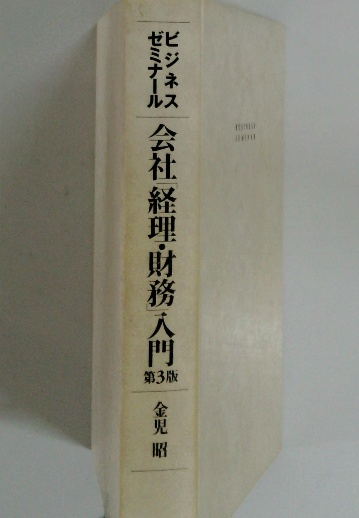 ビジネス
ゼミナール
会社「経理・財務」入門
第3版
金児 昭